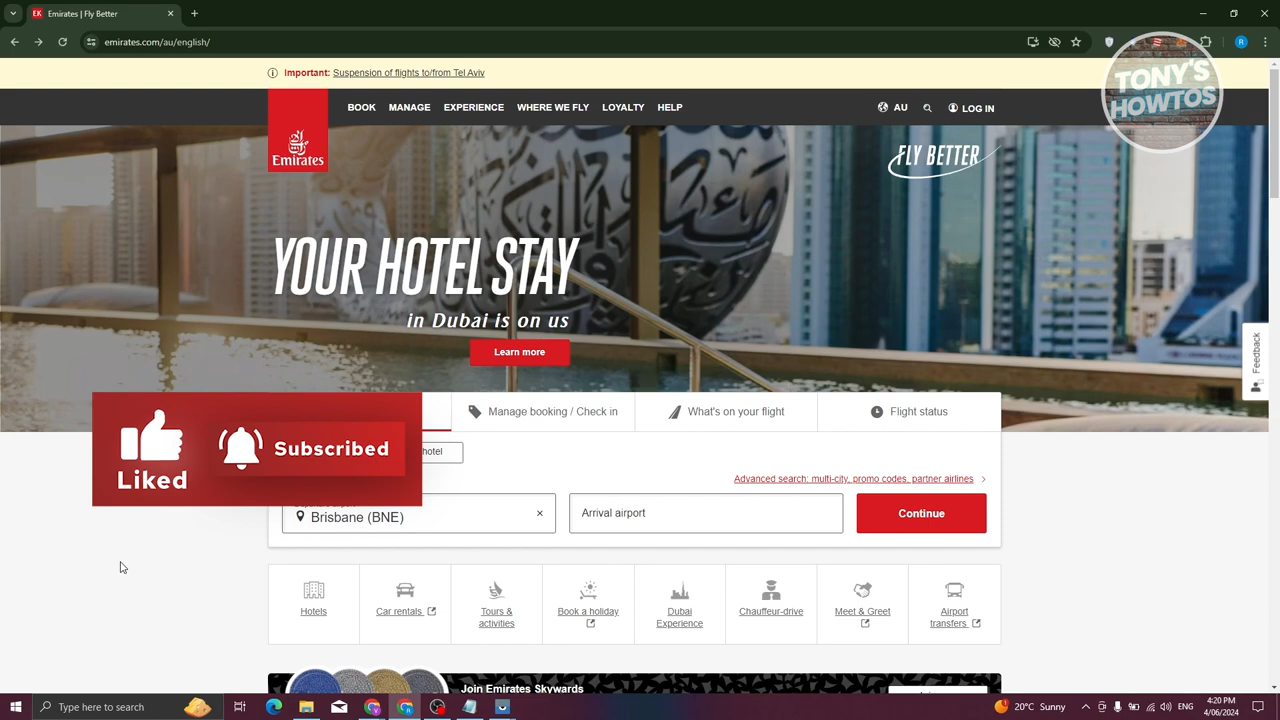 EK Emirates | Fly Better
emirates.com/au/english/
R
Important: Suspension of flights to/from Tel Aviv
TONY'S
HOWTOS
BOOK MANAGE EXPERIENCE WHERE WE FLY LOYALTY HELP AU LOG IN
Emirates
FLY BETTER
YOUR HOTEL STAY
in Dubai is on us
Learn more
Feedback
Manage booking / Check in
What's on your flight
Flight status
Liked
Subscribed
hotel
Advanced search: multi-city, promo codes, partner airlines
Brisbane (BNE)
Arrival airport
Continue
Hotels
Car rentals
Tours &
activities
Book a holiday
Dubai
Experience
Chauffeur-drive
Meet & Greet
Airport
transfers
Join Emirates Skywards
Type here to search
20°C Sunny
ENG
4:20 PM
4/06/2024